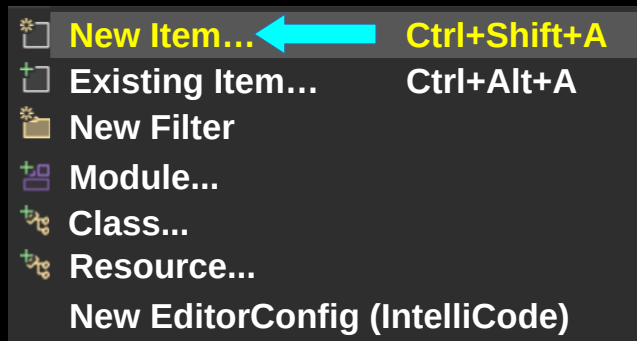 New Item… Ctrl+Shift+A
Existing Item… Ctrl+Alt+A
New Filter
Module...
Class...
Resource...
New EditorConfig (IntelliCode)